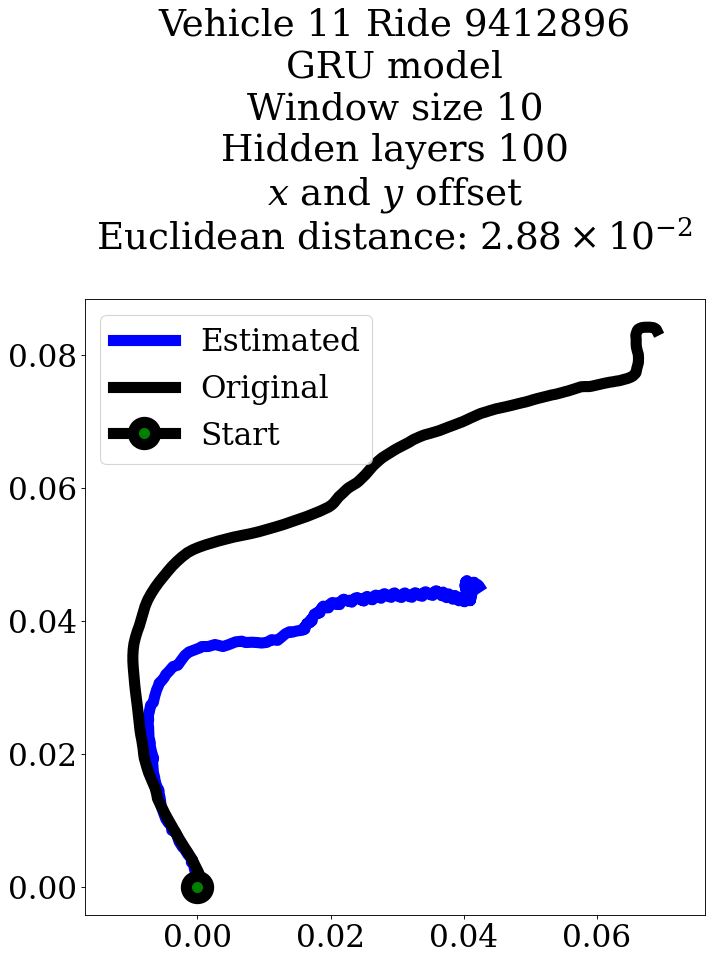 Vehicle 11 Ride 9412896
GRU model
Window size 10
Hidden layers 100
x and y offset
Euclidean distance: 2.88 × 10⁻²
Estimated
Original
Start
0.08
0.06
0.04
0.02
0.00
0.00 0.02 0.04 0.06